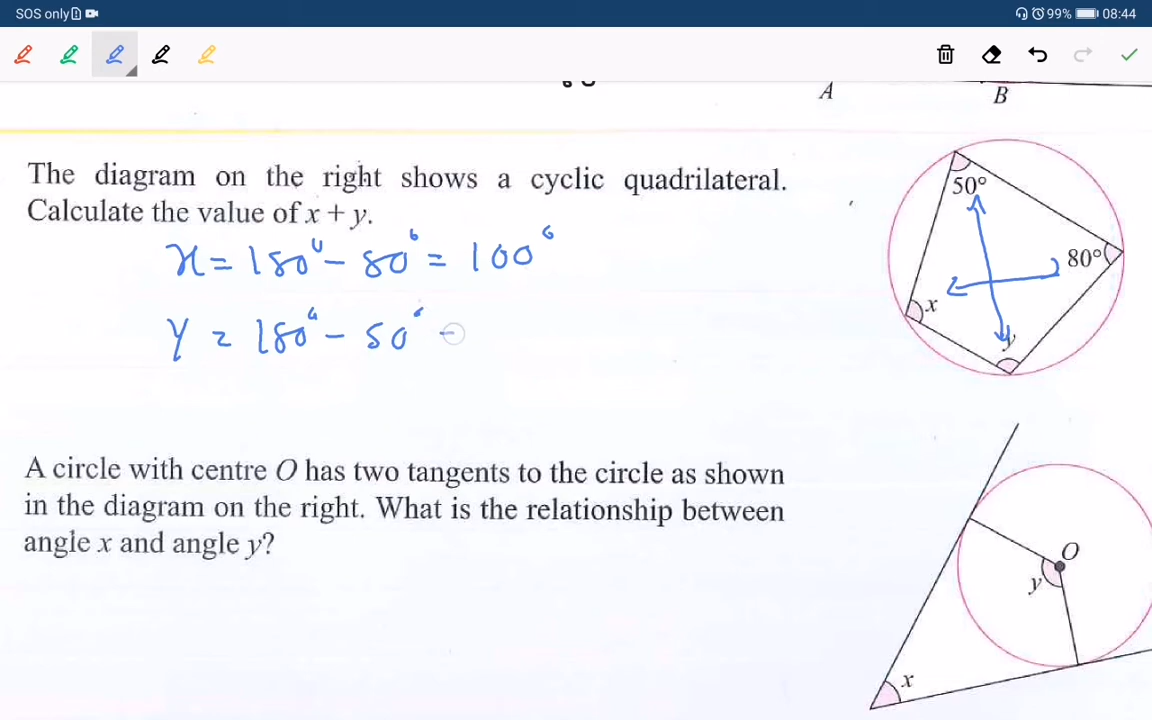 SOS only 99% 08:44
A B
The diagram on the right shows a cyclic quadrilateral.
Calculate the value of x + y.
x = 180° - 80° = 100°
y = 180° - 50° -
50°
80°
x
y
A circle with centre O has two tangents to the circle as shown
in the diagram on the right. What is the relationship between
angle x and angle y?
O
y
x